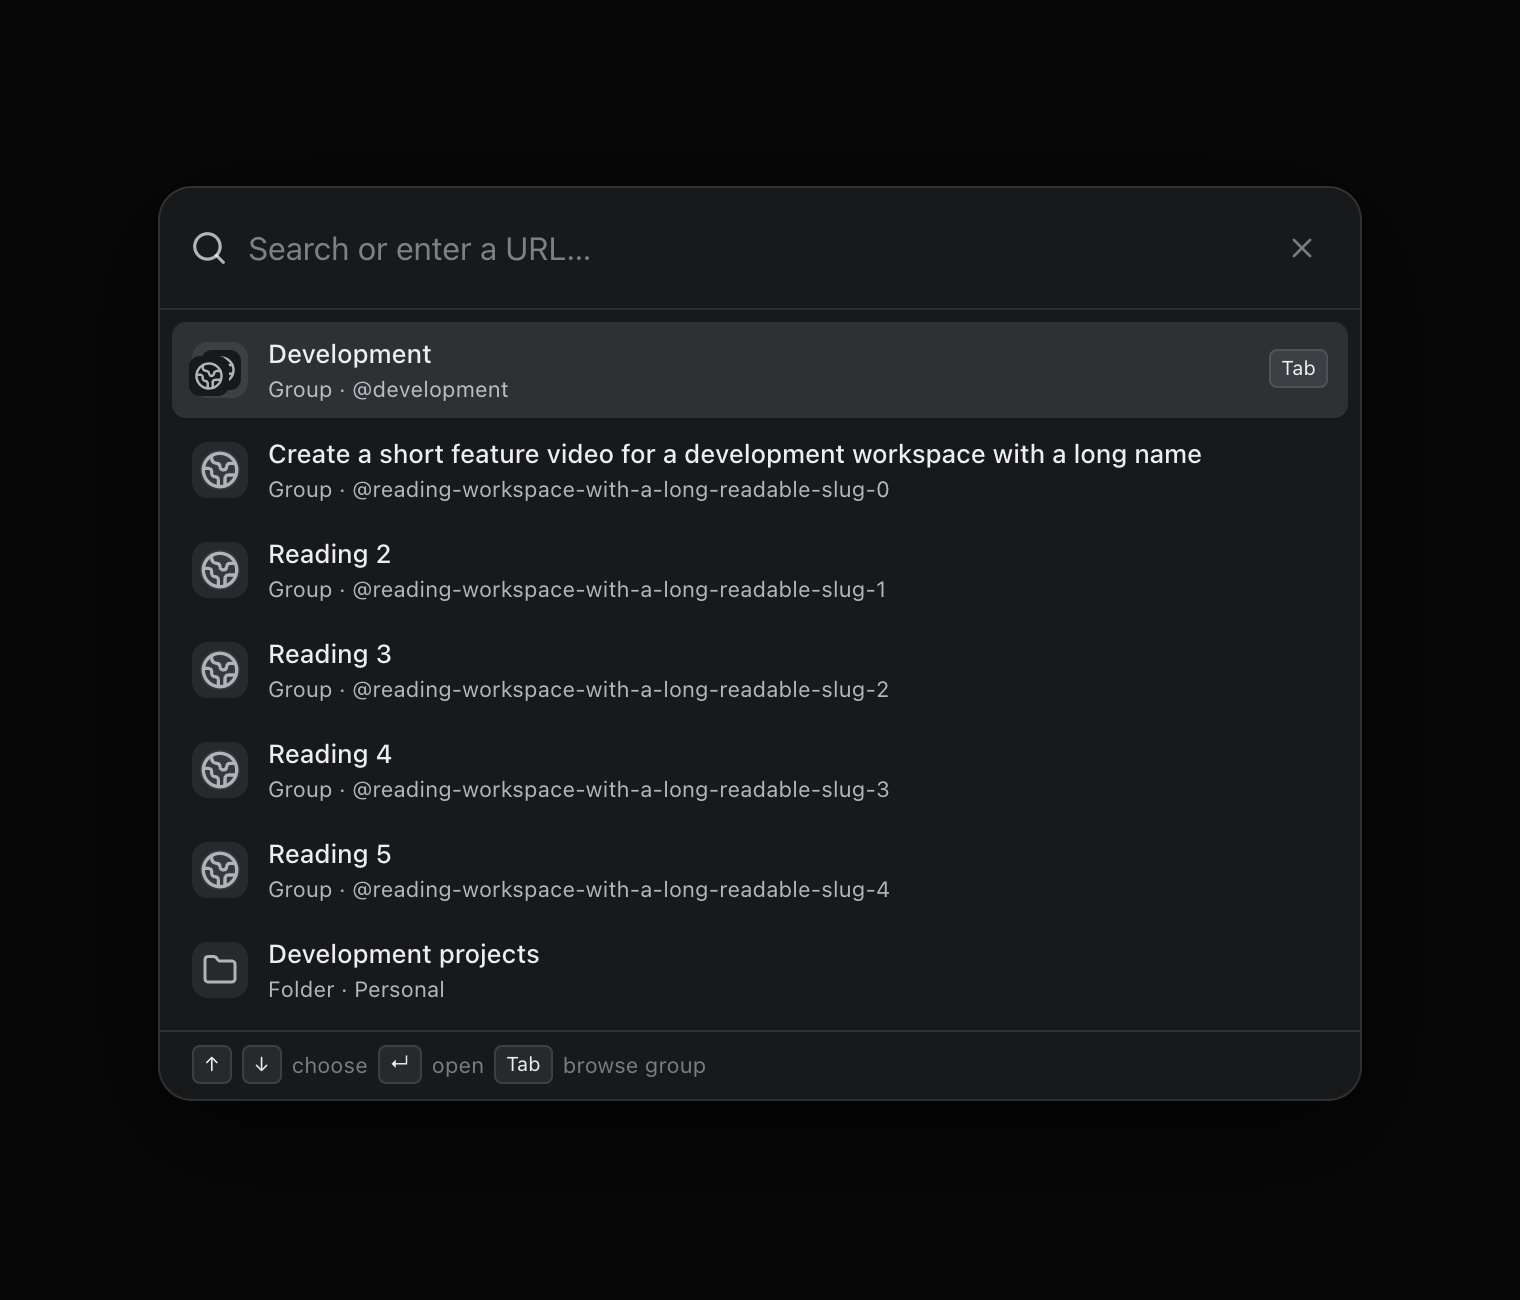 Search or enter a URL...
Development
Group · @development
Tab
Create a short feature video for a development workspace with a long name
Group · @reading-workspace-with-a-long-readable-slug-0
Reading 2
Group · @reading-workspace-with-a-long-readable-slug-1
Reading 3
Group · @reading-workspace-with-a-long-readable-slug-2
Reading 4
Group · @reading-workspace-with-a-long-readable-slug-3
Reading 5
Group · @reading-workspace-with-a-long-readable-slug-4
Development projects
Folder · Personal
↑ ↓ choose ↵ open Tab browse group